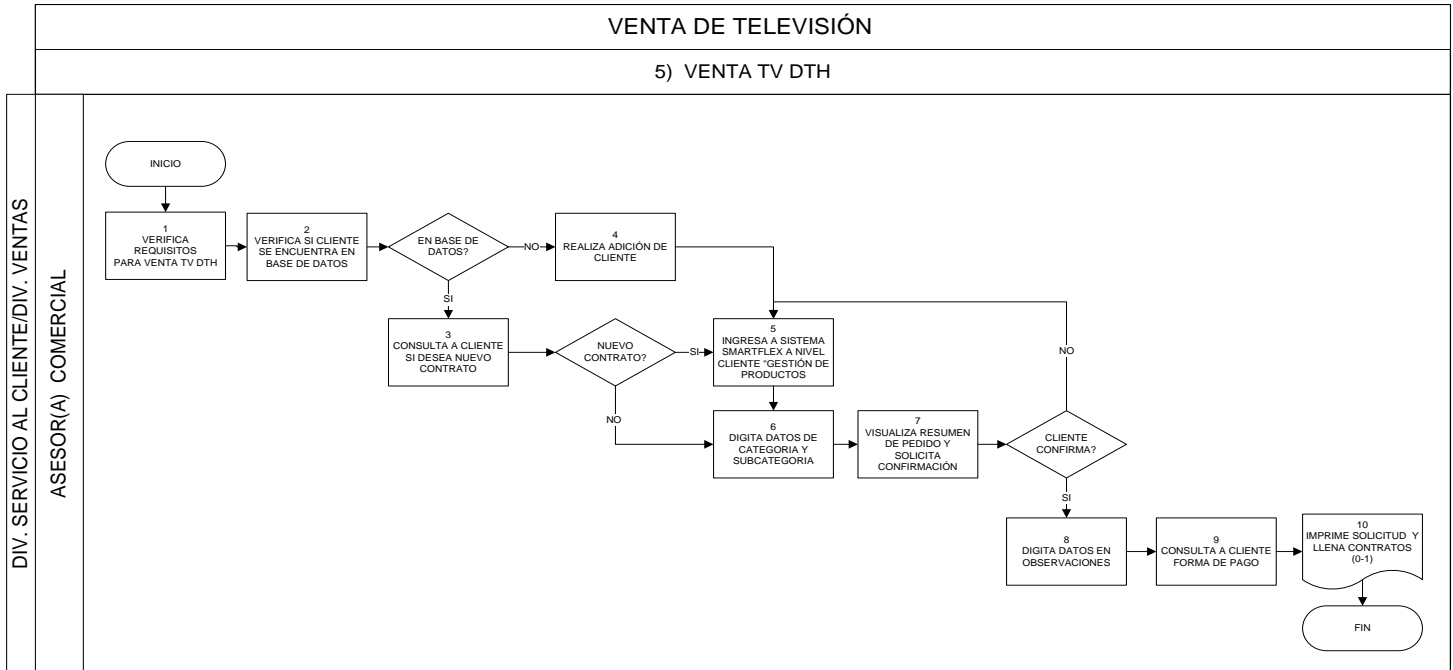 VENTA DE TELEVISIÓN
5) VENTA TV DTH
DIV. SERVICIO AL CLIENTE/DIV. VENTAS
ASESOR(A) COMERCIAL
INICIO
1
VERIFICA
REQUISITOS
PARA VENTA TV DTH
2
VERIFICA SI CLIENTE
SE ENCUENTRA EN
BASE DE DATOS
EN BASE DE
DATOS?
NO
4
REALIZA ADICIÓN DE
CLIENTE
SI
3
CONSULTA A CLIENTE
SI DESEA NUEVO
CONTRATO
NUEVO
CONTRATO?
SI
5
INGRESA A SISTEMA
SMARTFLEX A NIVEL
CLIENTE “GESTIÓN DE
PRODUCTOS
NO
NO
6
DIGITA DATOS DE
CATEGORIA Y
SUBCATEGORIA
7
VISUALIZA RESUMEN
DE PEDIDO Y
SOLICITA
CONFIRMACIÓN
CLIENTE
CONFIRMA?
SI
8
DIGITA DATOS EN
OBSERVACIONES
9
CONSULTA A CLIENTE
FORMA DE PAGO
10
IMPRIME SOLICITUD Y
LLENA CONTRATOS
(0-1)
FIN